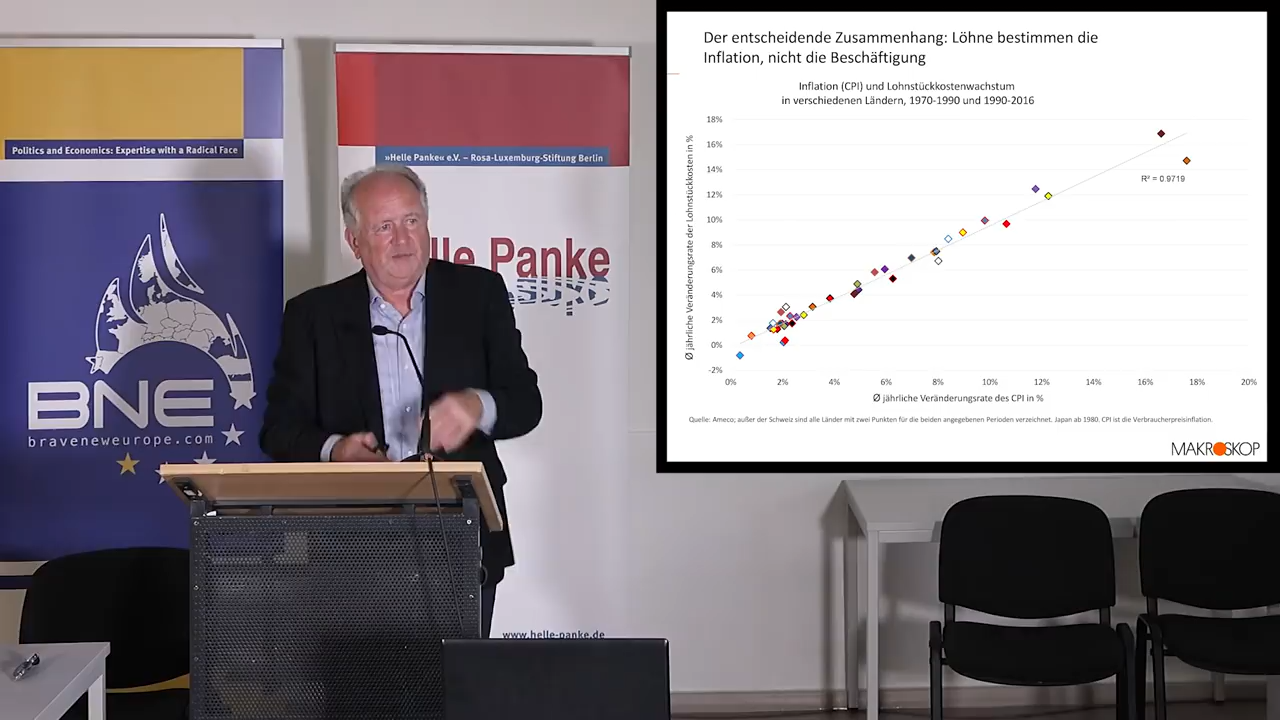 Politics and Economics: Expertise with a Radical Face
BNE
braveneweurope.com
»Helle Panke« e.V. – Rosa-Luxemburg-Stiftung Berlin
lle Panke
www.helle-panke.de
Der entscheidende Zusammenhang: Löhne bestimmen die
Inflation, nicht die Beschäftigung
Inflation (CPI) und Lohnstückkostenwachstum
in verschiedenen Ländern, 1970-1990 und 1990-2016
Ø jährliche Veränderungsrate der Lohnstückkosten in %
18%
16%
14%
12%
10%
8%
6%
4%
2%
0%
-2%
R² = 0.9719
0% 2% 4% 6% 8% 10% 12% 14% 16% 18% 20%
Ø jährliche Veränderungsrate des CPI in %
Quelle: Ameco; außer der Schweiz sind alle Länder mit zwei Punkten für die beiden angegebenen Perioden verzeichnet. Japan ab 1980. CPI ist die Verbraucherpreisinflation.
MAKROSKOP